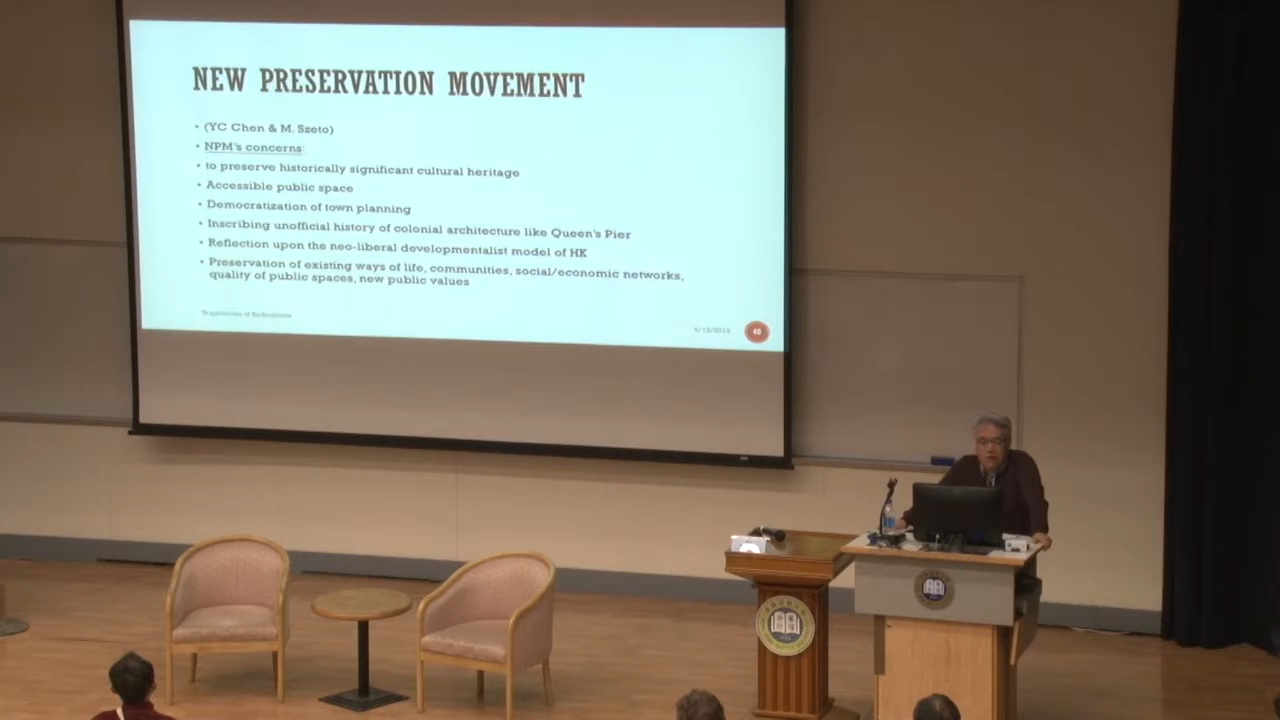 NEW PRESERVATION MOVEMENT
• (YC Chen & M. Szeto)
• NPM's concerns:
• to preserve historically significant cultural heritage
• Accessible public space
• Democratization of town planning
• Inscribing unofficial history of colonial architecture like Queen's Pier
• Reflection upon the neo-liberal developmentalist model of HK
• Preservation of existing ways of life, communities, social/economic networks,
quality of public spaces, new public values
of
60